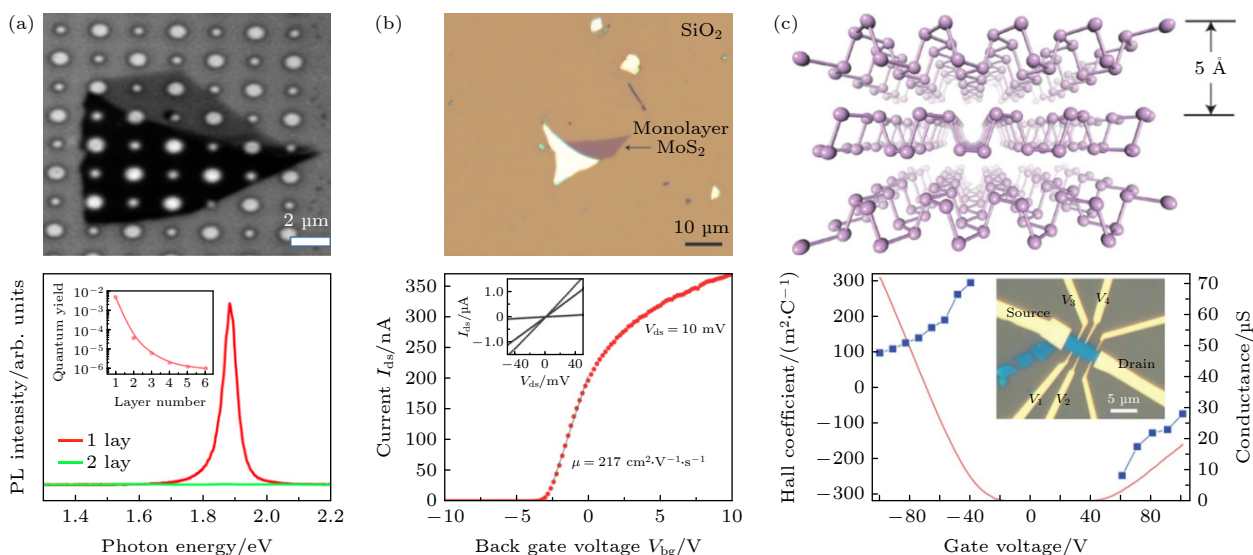 (a)
2 µm
PL intensity/arb. units
Quantum yield
10⁻²
10⁻³
10⁻⁴
10⁻⁵
10⁻⁶
1 2 3 4 5 6
Layer number
1 lay
2 lay
1.4 1.6 1.8 2.0 2.2
Photon energy/eV
(b)
SiO₂
Monolayer
MoS₂
10 µm
Current I_ds/nA
350
300
250
200
150
100
50
0
I_ds/µA
1.0
0
−1.0
−40 0 40
V_ds/mV
V_ds = 10 mV
µ = 217 cm²·V⁻¹·s⁻¹
−10 −5 0 5 10
Back gate voltage V_bg/V
(c)
5 Å
Hall coefficient/(m²·C⁻¹)
300
200
100
0
−100
−200
−300
V₃ V₄
Source
Drain
V₁ V₂
5 µm
70
60
50
40
30
20
10
0
Conductance/µS
−80 −40 0 40 80
Gate voltage/V